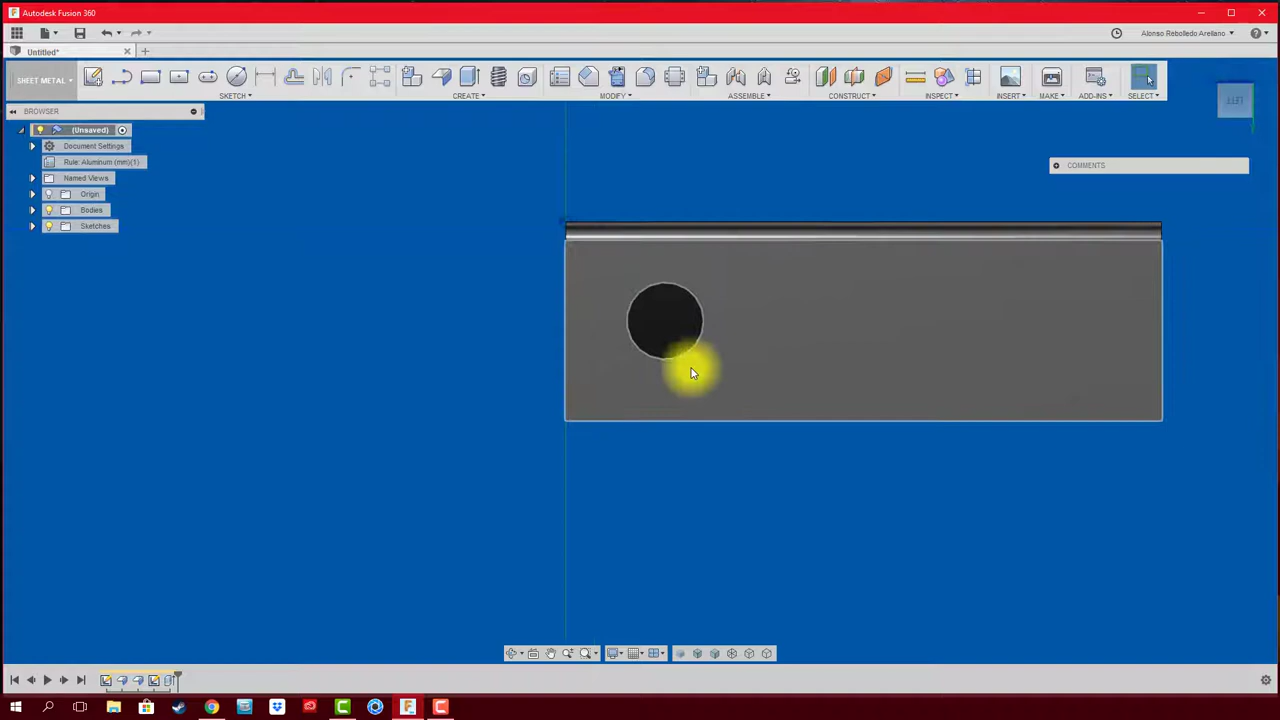 Autodesk Fusion 360
Alonso Rebolledo Arellano
Untitled*
SHEET METAL
SKETCH
CREATE
MODIFY
ASSEMBLE
CONSTRUCT
INSPECT
INSERT
MAKE
ADD-INS
SELECT
LEFT
BROWSER
(Unsaved)
Document Settings
Rule: Aluminum (mm)(1)
Named Views
Origin
Bodies
Sketches
COMMENTS